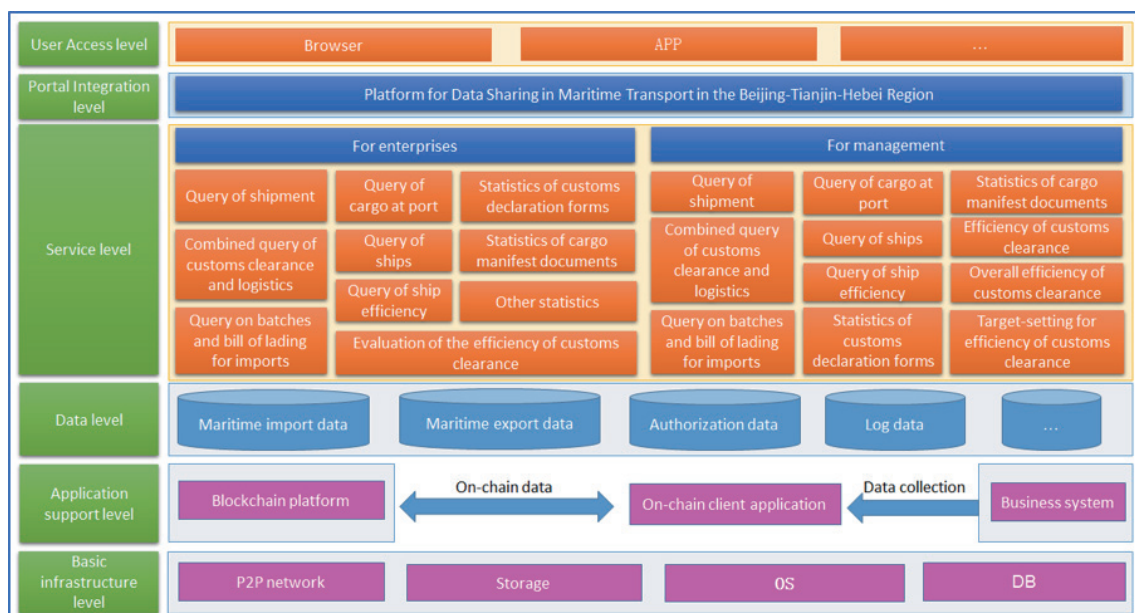 User Access level
Browser
APP
...
Portal Integration
level
Platform for Data Sharing in Maritime Transport in the Beijing-Tianjin-Hebei Region
Service level
For enterprises
Query of shipment
Query of
cargo at port
Statistics of customs
declaration forms
Combined query of
customs clearance
and logistics
Query of
ships
Statistics of cargo
manifest documents
Query of ship
efficiency
Other statistics
Query on batches
and bill of lading
for imports
Evaluation of the efficiency of customs
clearance
For management
Query of
shipment
Query of cargo at
port
Statistics of cargo
manifest documents
Combined query
of customs
clearance and
logistics
Query of ships
Efficiency of customs
clearance
Query of ship
efficiency
Overall efficiency of
customs clearance
Query on batches
and bill of lading
for imports
Statistics of
customs
declaration forms
Target-setting for
efficiency of customs
clearance
Data level
Maritime import data
Maritime export data
Authorization data
Log data
...
Application
support level
Blockchain platform
On-chain data
On-chain client application
Data collection
Business system
Basic
infrastructure
level
P2P network
Storage
OS
DB